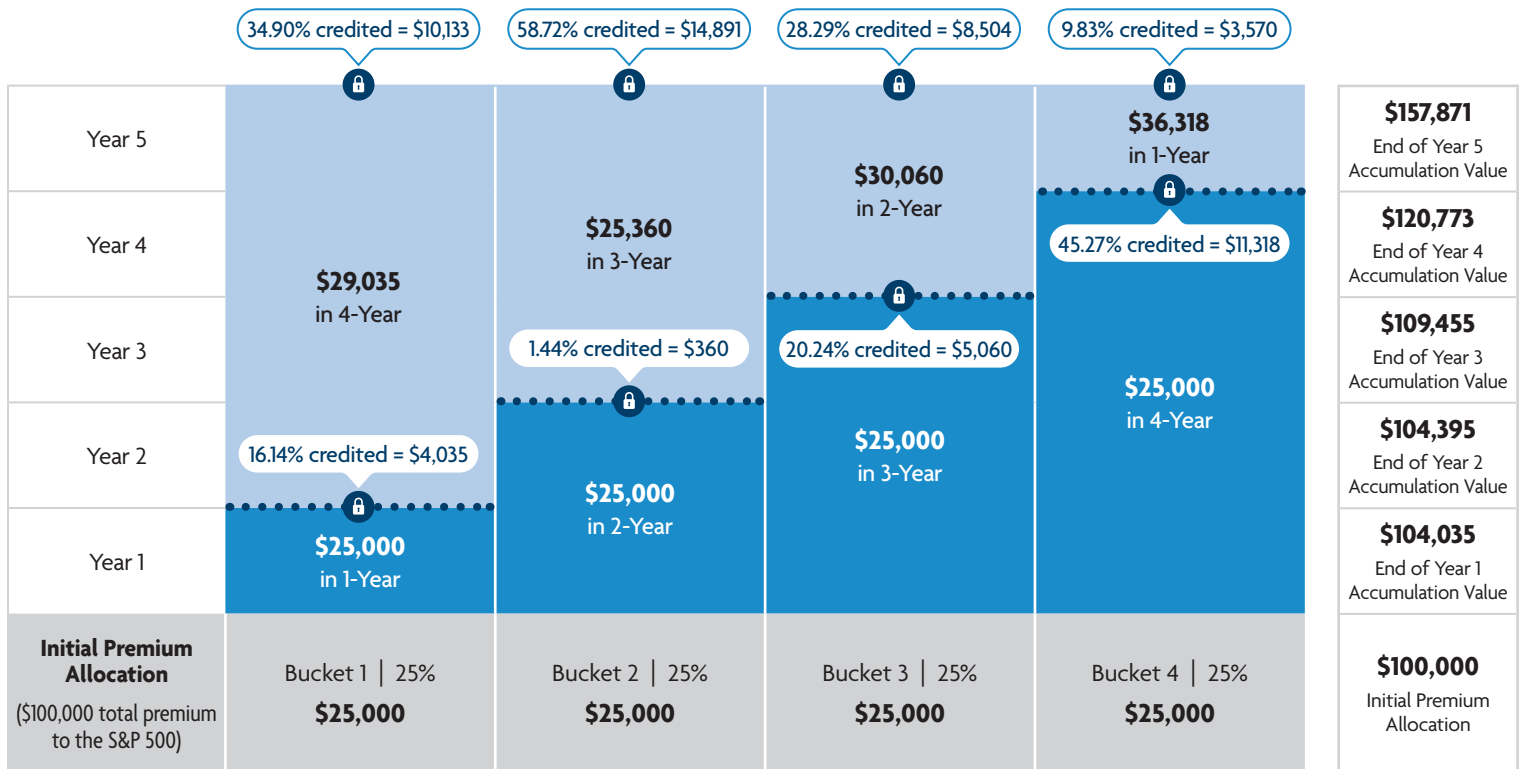 34.90% credited = $10,133
58.72% credited = $14,891
28.29% credited = $8,504
9.83% credited = $3,570
Year 5
Year 4
Year 3
Year 2
Year 1
$29,035
in 4-Year
16.14% credited = $4,035
$25,000
in 1-Year
$25,360
in 3-Year
1.44% credited = $360
$25,000
in 2-Year
$30,060
in 2-Year
20.24% credited = $5,060
$25,000
in 3-Year
$36,318
in 1-Year
45.27% credited = $11,318
$25,000
in 4-Year
$157,871
End of Year 5
Accumulation Value
$120,773
End of Year 4
Accumulation Value
$109,455
End of Year 3
Accumulation Value
$104,395
End of Year 2
Accumulation Value
$104,035
End of Year 1
Accumulation Value
Initial Premium
Allocation
($100,000 total premium
to the S&P 500)
Bucket 1 | 25%
$25,000
Bucket 2 | 25%
$25,000
Bucket 3 | 25%
$25,000
Bucket 4 | 25%
$25,000
$100,000
Initial Premium
Allocation